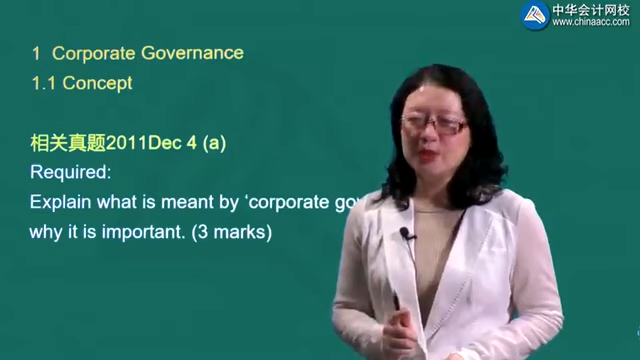 中华会计网校
www.chinaacc.com
1 Corporate Governance
1.1 Concept
相关真题2011Dec 4 (a)
Required:
Explain what is meant by ‘corporate
why it is important. (3 marks)